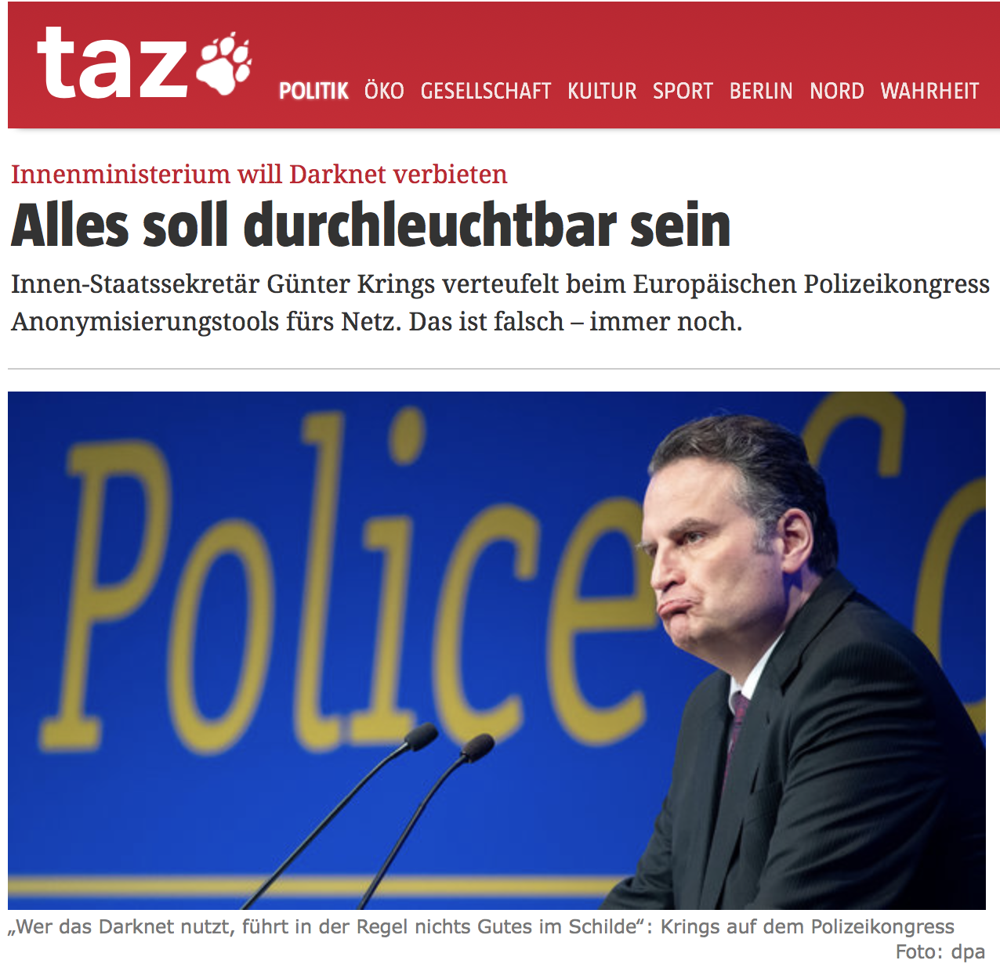 taz
POLITIK ÖKO GESELLSCHAFT KULTUR SPORT BERLIN NORD WAHRHEIT
Innenministerium will Darknet verbieten
Alles soll durchleuchtbar sein
Innen-Staatssekretär Günter Krings verteufelt beim Europäischen Polizeikongress
Anonymisierungstools fürs Netz. Das ist falsch – immer noch.
Police Co
„Wer das Darknet nutzt, führt in der Regel nichts Gutes im Schilde“: Krings auf dem Polizeikongress
Foto: dpa